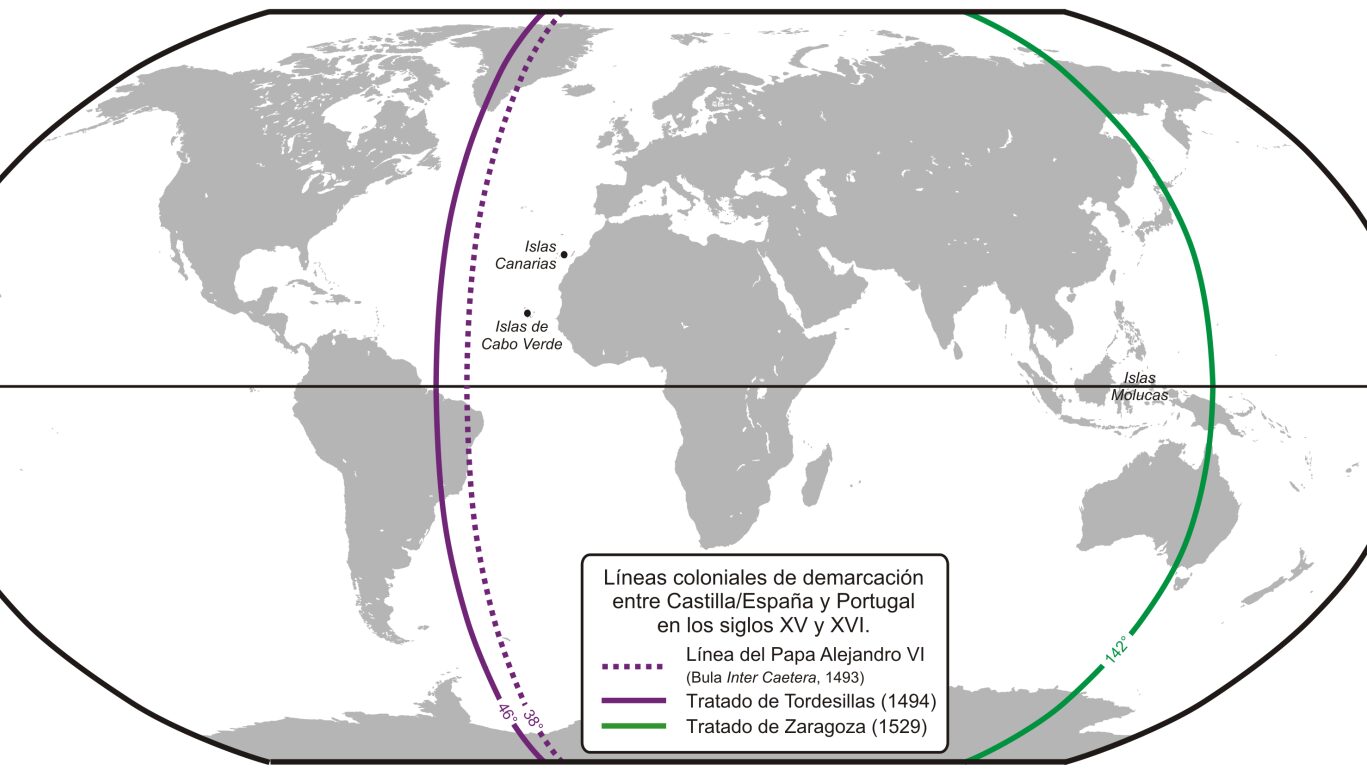 Islas
Canarias
Islas de
Cabo Verde
Islas
Molucas
142°
46°
38°
Líneas coloniales de demarcación
entre Castilla/España y Portugal
en los siglos XV y XVI.
Línea del Papa Alejandro VI
(Bula Inter Caetera, 1493)
Tratado de Tordesillas (1494)
Tratado de Zaragoza (1529)